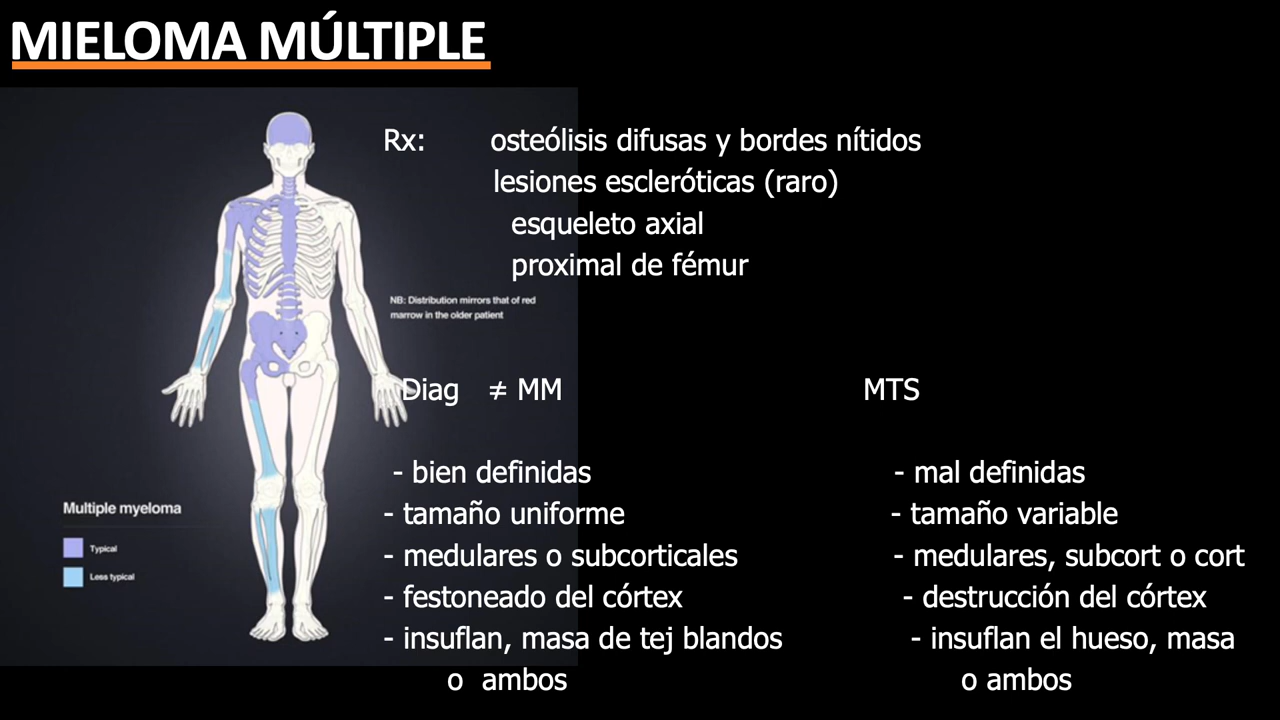 MIELOMA MÚLTIPLE
Rx: osteólisis difusas y bordes nítidos
lesiones escleróticas (raro)
esqueleto axial
proximal de fémur
NB: Distribution mirrors that of red
marrow in the older patient
Diag ≠ MM MTS
- bien definidas - mal definidas
- tamaño uniforme - tamaño variable
- medulares o subcorticales - medulares, subcort o cort
- festoneado del córtex - destrucción del córtex
- insuflan, masa de tej blandos - insuflan el hueso, masa
o ambos o ambos
Multiple myeloma
Typical
Less typical